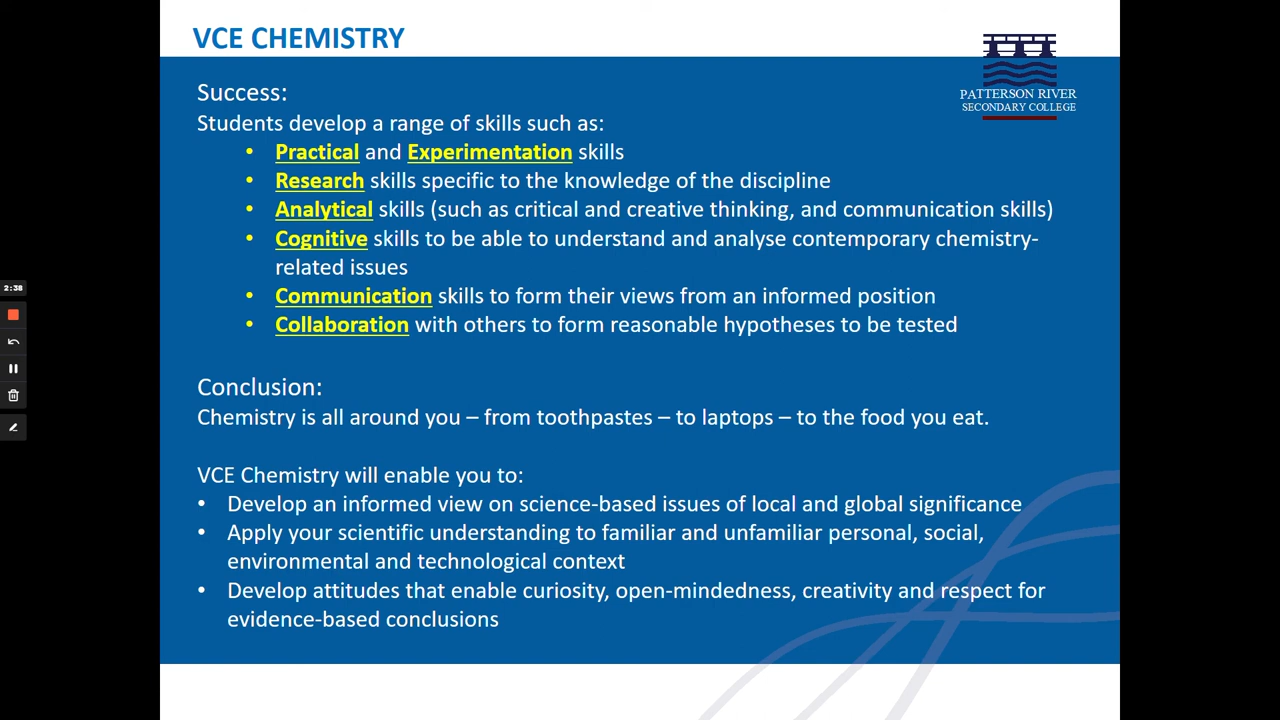 VCE CHEMISTRY
PATTERSON RIVER
SECONDARY COLLEGE
Success:
Students develop a range of skills such as:
• Practical and Experimentation skills
• Research skills specific to the knowledge of the discipline
• Analytical skills (such as critical and creative thinking, and communication skills)
• Cognitive skills to be able to understand and analyse contemporary chemistry-
related issues
• Communication skills to form their views from an informed position
• Collaboration with others to form reasonable hypotheses to be tested
2:38
Conclusion:
Chemistry is all around you – from toothpastes – to laptops – to the food you eat.
VCE Chemistry will enable you to:
• Develop an informed view on science-based issues of local and global significance
• Apply your scientific understanding to familiar and unfamiliar personal, social,
environmental and technological context
• Develop attitudes that enable curiosity, open-mindedness, creativity and respect for
evidence-based conclusions